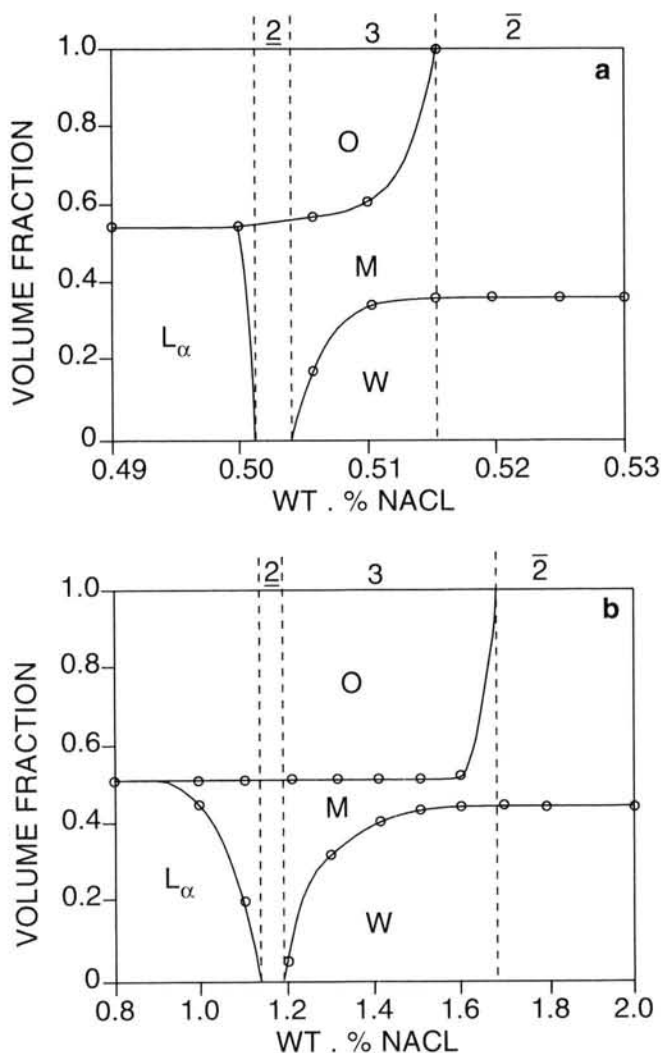 2 3 2
a
1.0
0.8
0.6
0.4
0.2
0
VOLUME FRACTION
O
M
Lα
W
0.49 0.50 0.51 0.52 0.53
WT . % NACL
2 3 2
b
1.0
0.8
0.6
0.4
0.2
0
VOLUME FRACTION
O
M
Lα
W
0.8 1.0 1.2 1.4 1.6 1.8 2.0
WT . % NACL